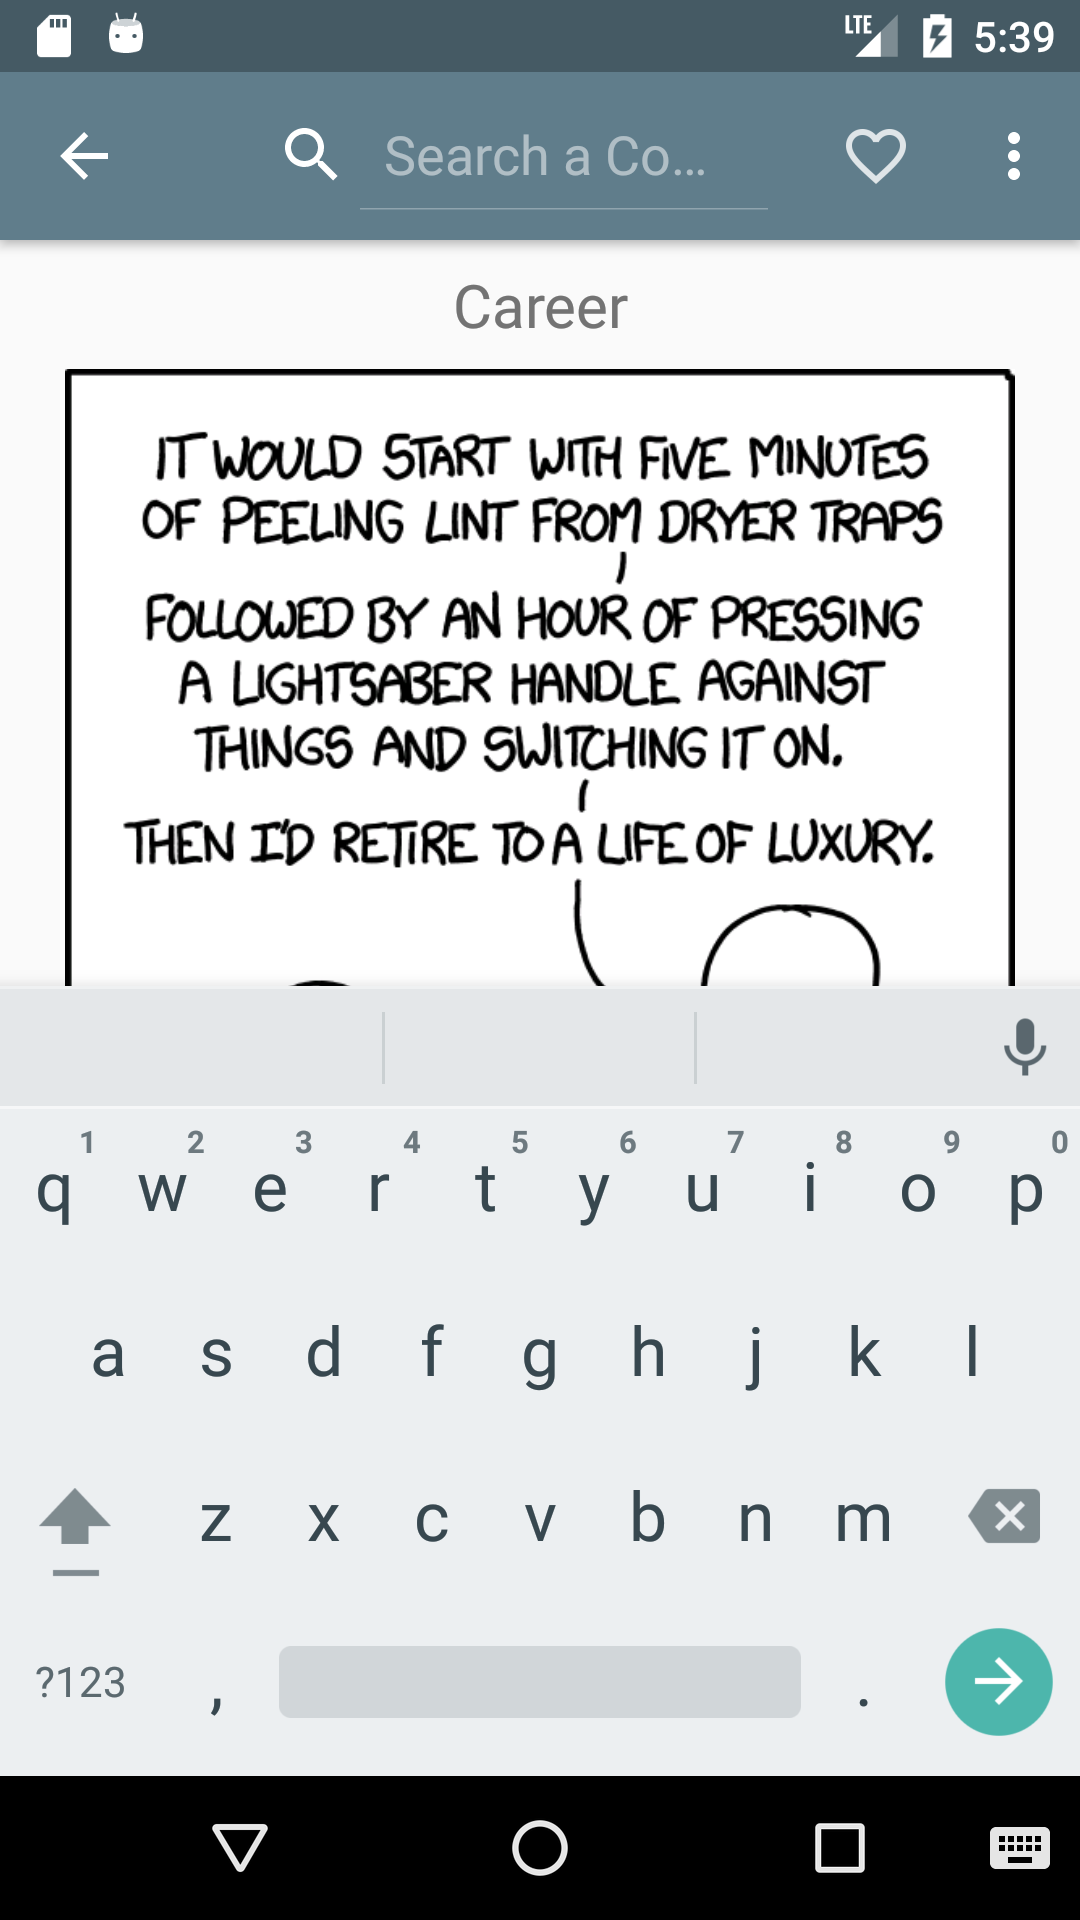 LTE 5:39
Search a Co...
Career
IT WOULD START WITH FIVE MINUTES
OF PEELING LINT FROM DRYER TRAPS
FOLLOWED BY AN HOUR OF PRESSING
A LIGHTSABER HANDLE AGAINST
THINGS AND SWITCHING IT ON.
THEN I'D RETIRE TO A LIFE OF LUXURY.
1 2 3 4 5 6 7 8 9 0
q w e r t y u i o p
a s d f g h j k l
z x c v b n m
?123 , .